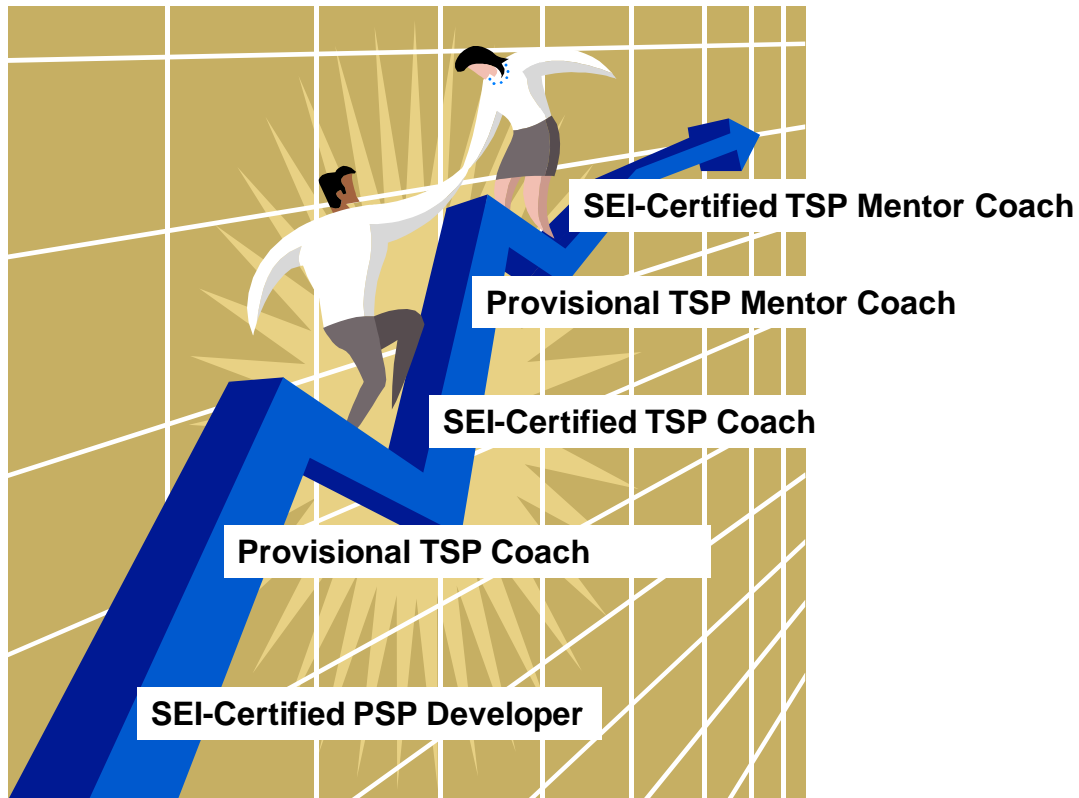 SEI-Certified TSP Mentor Coach
Provisional TSP Mentor Coach
SEI-Certified TSP Coach
Provisional TSP Coach
SEI-Certified PSP Developer